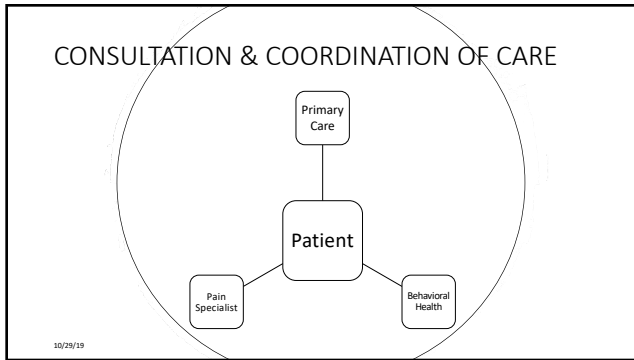 CONSULTATION & COORDINATION OF CARE
Primary
Care
Patient
Pain
Specialist
Behavioral
Health
10/29/19